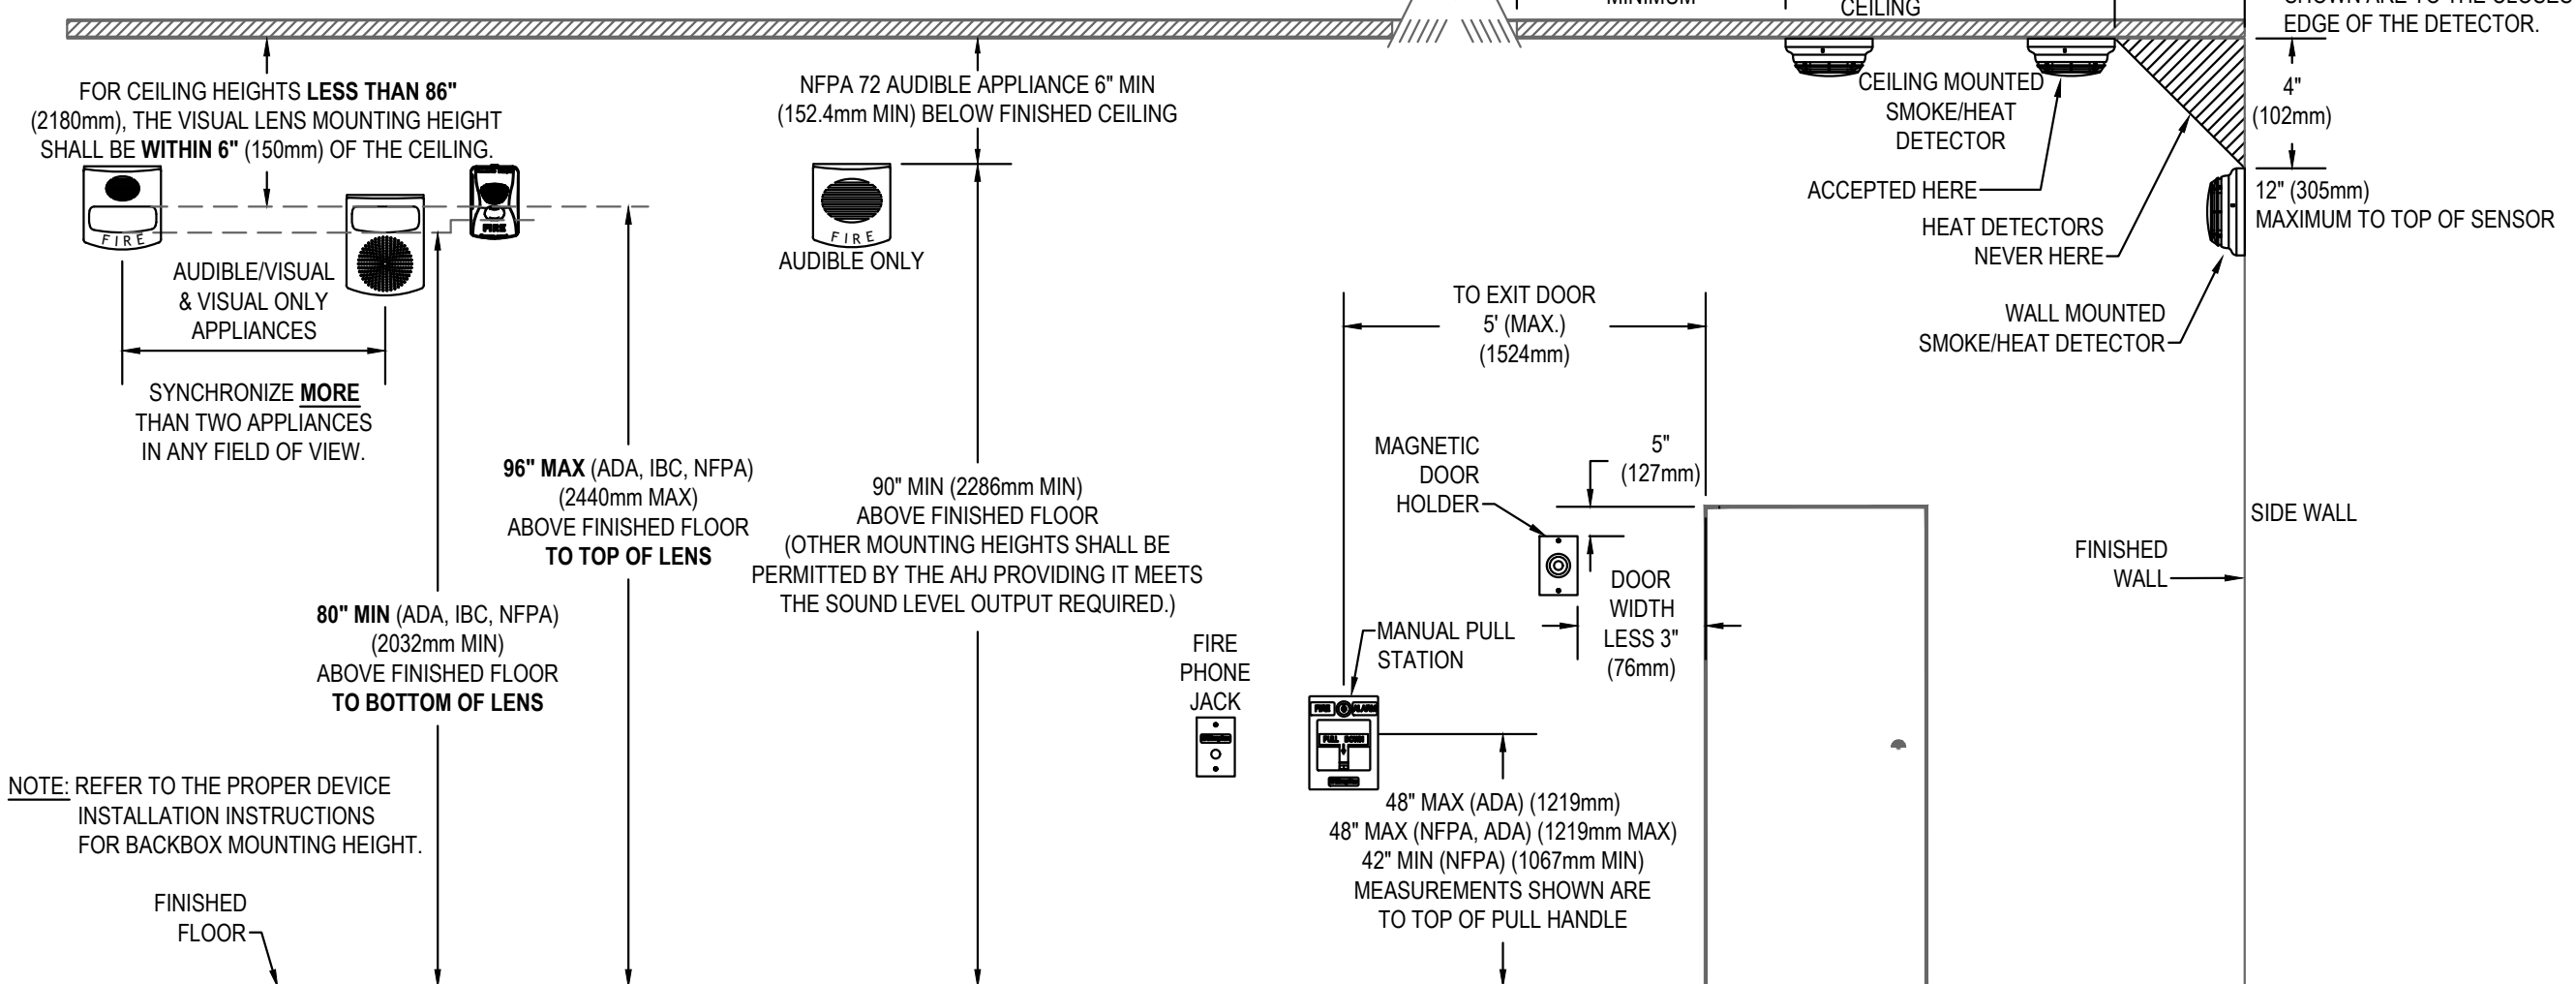 MINIMUM
CEILING
EDGE OF THE DETECTOR.
FOR CEILING HEIGHTS LESS THAN 86"
(2180mm), THE VISUAL LENS MOUNTING HEIGHT
SHALL BE WITHIN 6" (150mm) OF THE CEILING.
FIRE
FIRE
AUDIBLE/VISUAL
& VISUAL ONLY
APPLIANCES
SYNCHRONIZE MORE
THAN TWO APPLIANCES
IN ANY FIELD OF VIEW.
80" MIN (ADA, IBC, NFPA)
(2032mm MIN)
ABOVE FINISHED FLOOR
TO BOTTOM OF LENS
96" MAX (ADA, IBC, NFPA)
(2440mm MAX)
ABOVE FINISHED FLOOR
TO TOP OF LENS
NOTE: REFER TO THE PROPER DEVICE
INSTALLATION INSTRUCTIONS
FOR BACKBOX MOUNTING HEIGHT.
FINISHED
FLOOR
NFPA 72 AUDIBLE APPLIANCE 6" MIN
(152.4mm MIN) BELOW FINISHED CEILING
FIRE
AUDIBLE ONLY
90" MIN (2286mm MIN)
ABOVE FINISHED FLOOR
(OTHER MOUNTING HEIGHTS SHALL BE
PERMITTED BY THE AHJ PROVIDING IT MEETS
THE SOUND LEVEL OUTPUT REQUIRED.)
FIRE
PHONE
JACK
TO EXIT DOOR
5' (MAX.)
(1524mm)
MAGNETIC
DOOR
HOLDER
5"
(127mm)
DOOR
WIDTH
LESS 3"
(76mm)
MANUAL PULL
STATION
FIRE ALARM
PULL DOWN
48" MAX (ADA) (1219mm)
48" MAX (NFPA, ADA) (1219mm MAX)
42" MIN (NFPA) (1067mm MIN)
MEASUREMENTS SHOWN ARE
TO TOP OF PULL HANDLE
CEILING MOUNTED
SMOKE/HEAT
DETECTOR
ACCEPTED HERE
HEAT DETECTORS
NEVER HERE
WALL MOUNTED
SMOKE/HEAT DETECTOR
4"
(102mm)
12" (305mm)
MAXIMUM TO TOP OF SENSOR
SIDE WALL
FINISHED
WALL